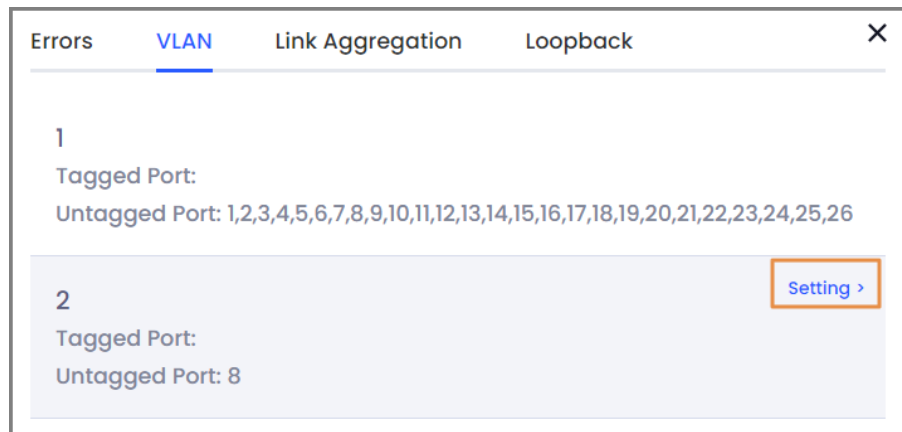 Errors VLAN Link Aggregation Loopback ×
1
Tagged Port:
Untagged Port: 1,2,3,4,5,6,7,8,9,10,11,12,13,14,15,16,17,18,19,20,21,22,23,24,25,26
Setting >
2
Tagged Port:
Untagged Port: 8